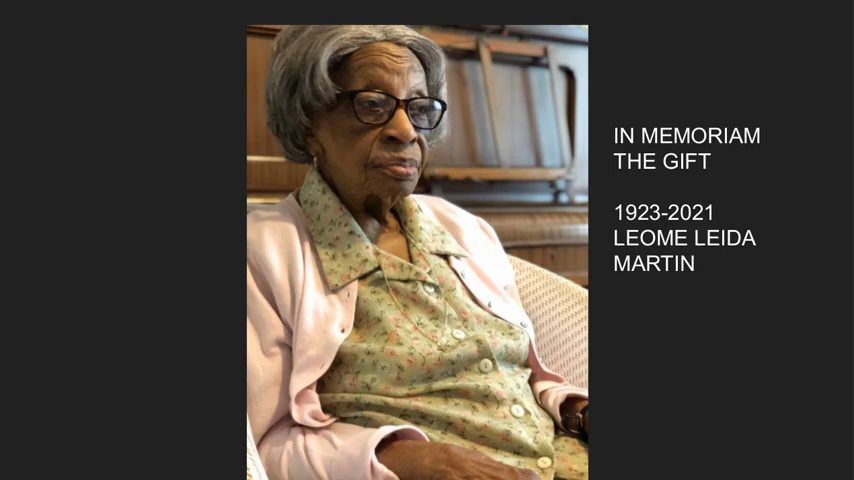 IN MEMORIAM
THE GIFT
1923-2021
LEOME LEIDA
MARTIN